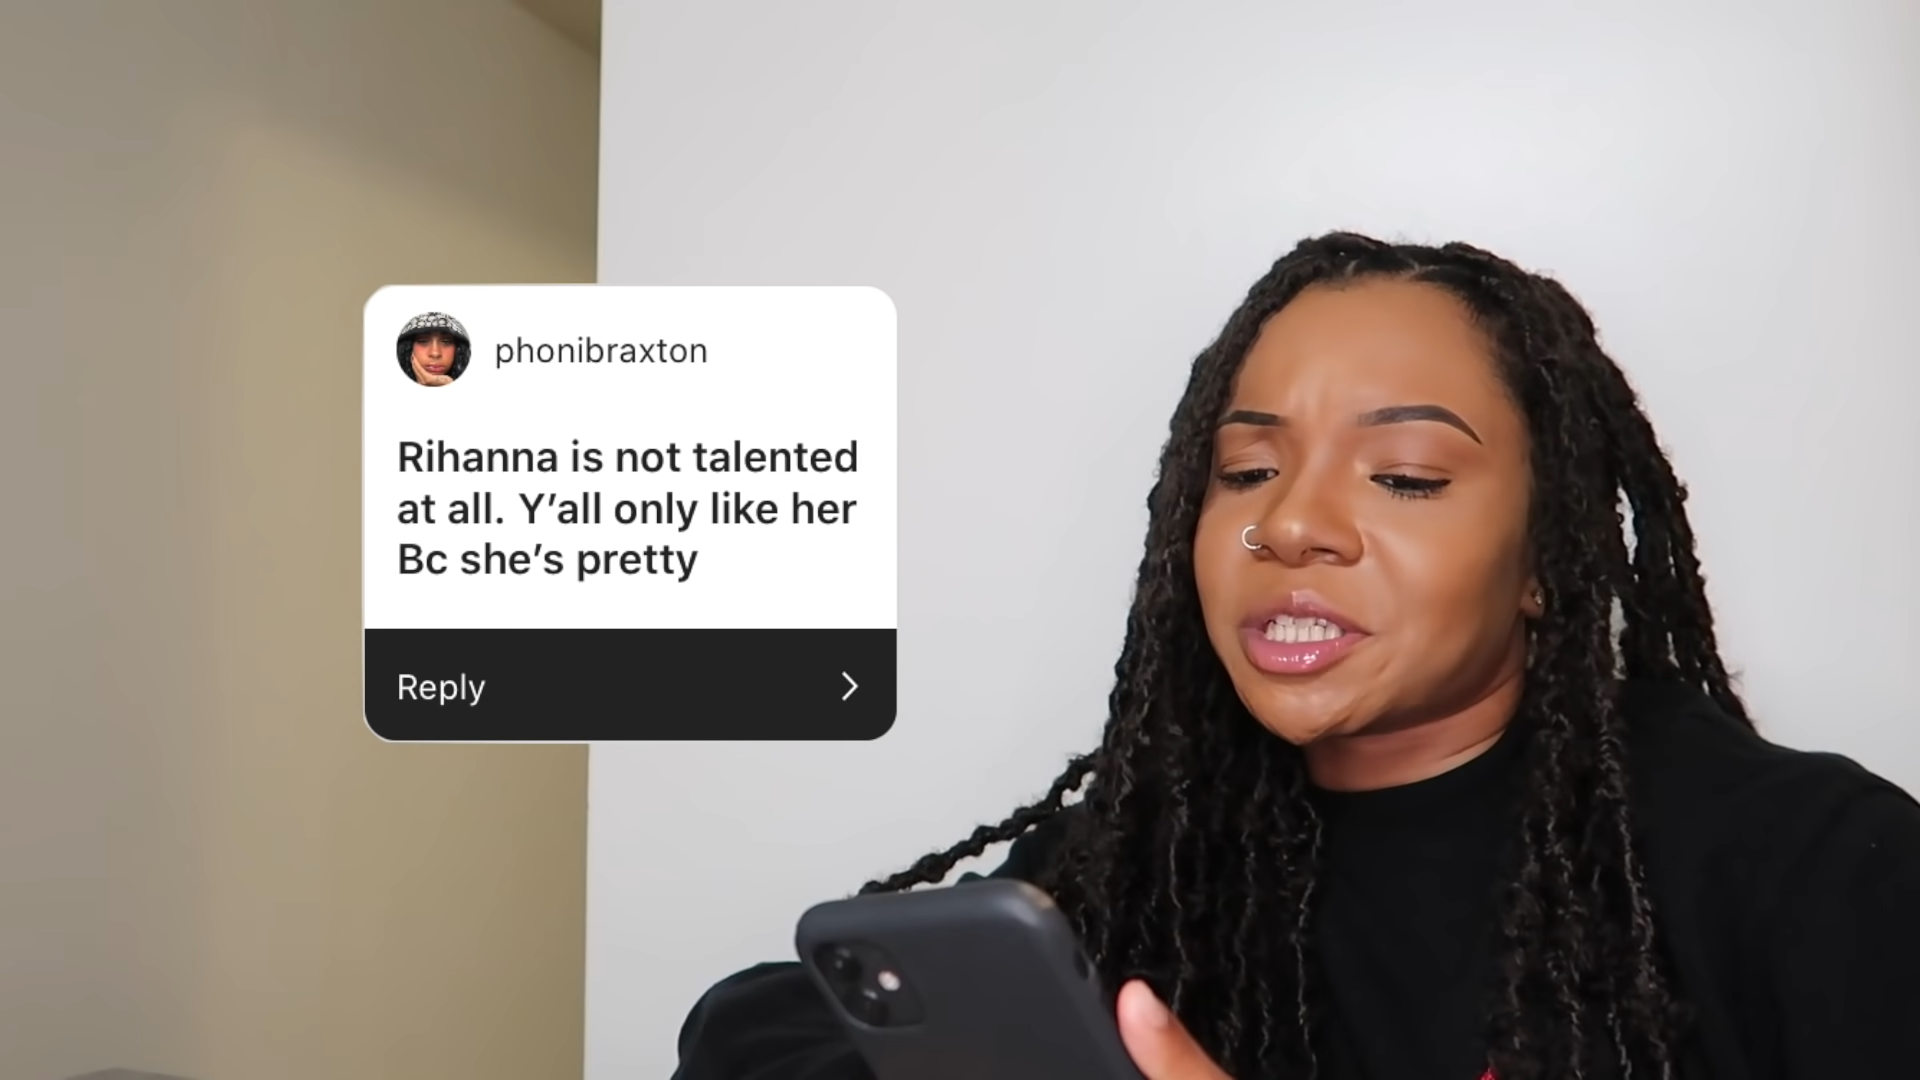 phonibraxton
Rihanna is not talented
at all. Y’all only like her
Bc she’s pretty
Reply